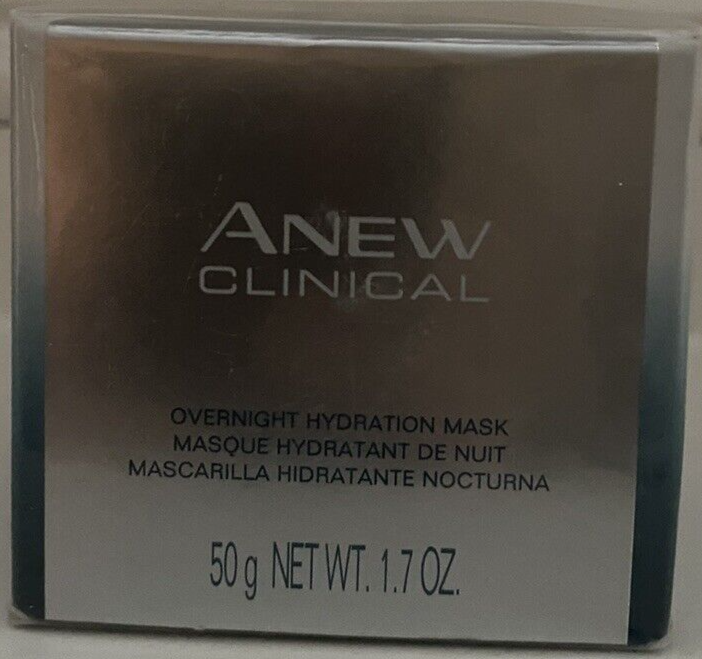 ANEW
CLINICAL
OVERNIGHT HYDRATION MASK
MASQUE HYDRATANT DE NUIT
MASCARILLA HIDRATANTE NOCTURNA
50 g NET WT. 1.7 OZ.